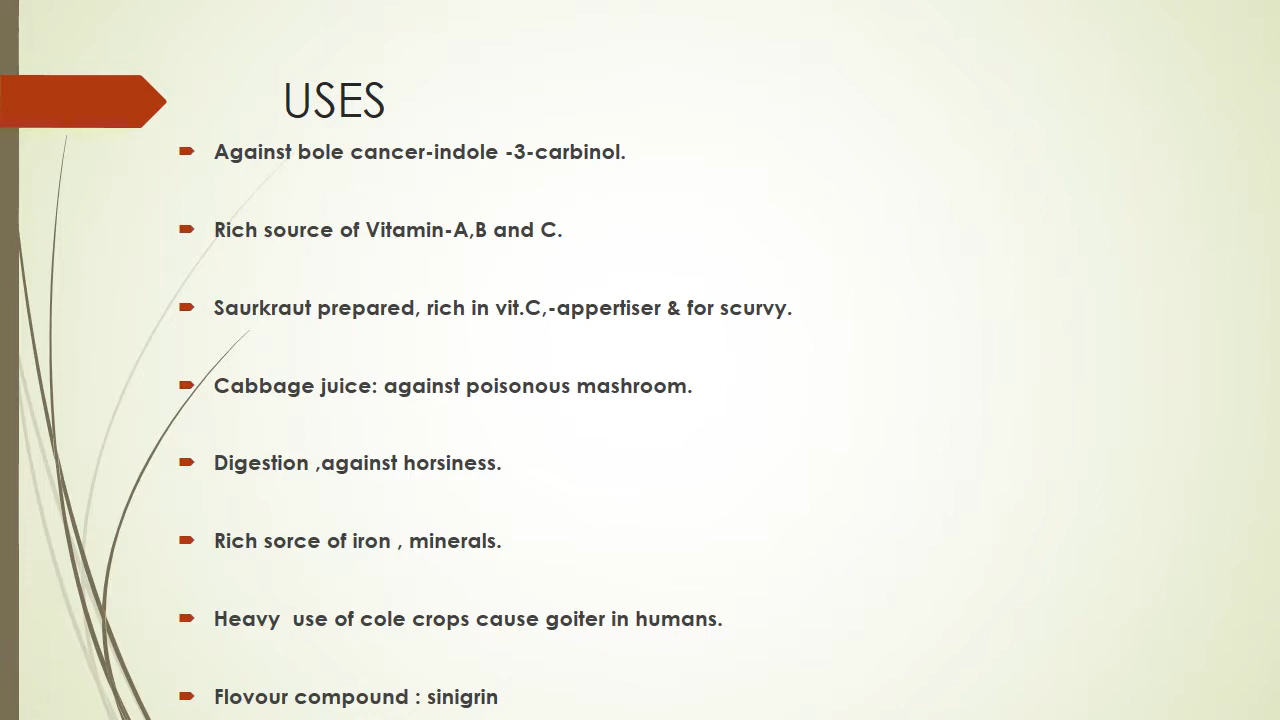 USES
Against bole cancer-indole -3-carbinol.
Rich source of Vitamin-A,B and C.
Saurkraut prepared, rich in vit.C,-appertiser & for scurvy.
Cabbage juice: against poisonous mashroom.
Digestion ,against horsiness.
Rich sorce of iron , minerals.
Heavy  use of cole crops cause goiter in humans.
Flovour compound : sinigrin